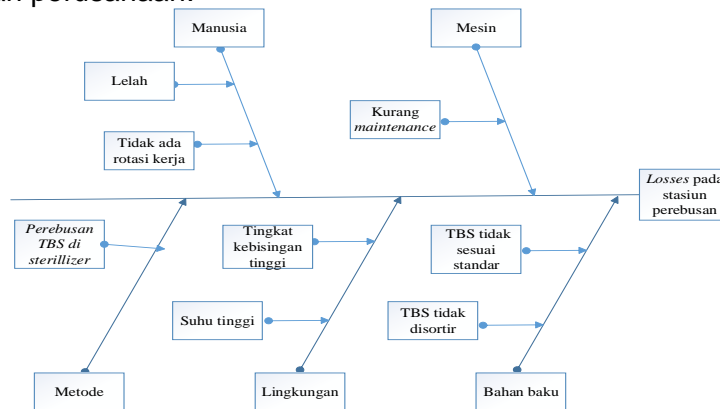 Manusia
Mesin
Lelah
Kurang
maintenance
Tidak ada
rotasi kerja
Losses pada
stasiun
perebusan
Perebusan
TBS di
sterillizer
Tingkat
kebisingan
tinggi
TBS tidak
sesuai
standar
Suhu tinggi
TBS tidak
disortir
Metode
Lingkungan
Bahan baku